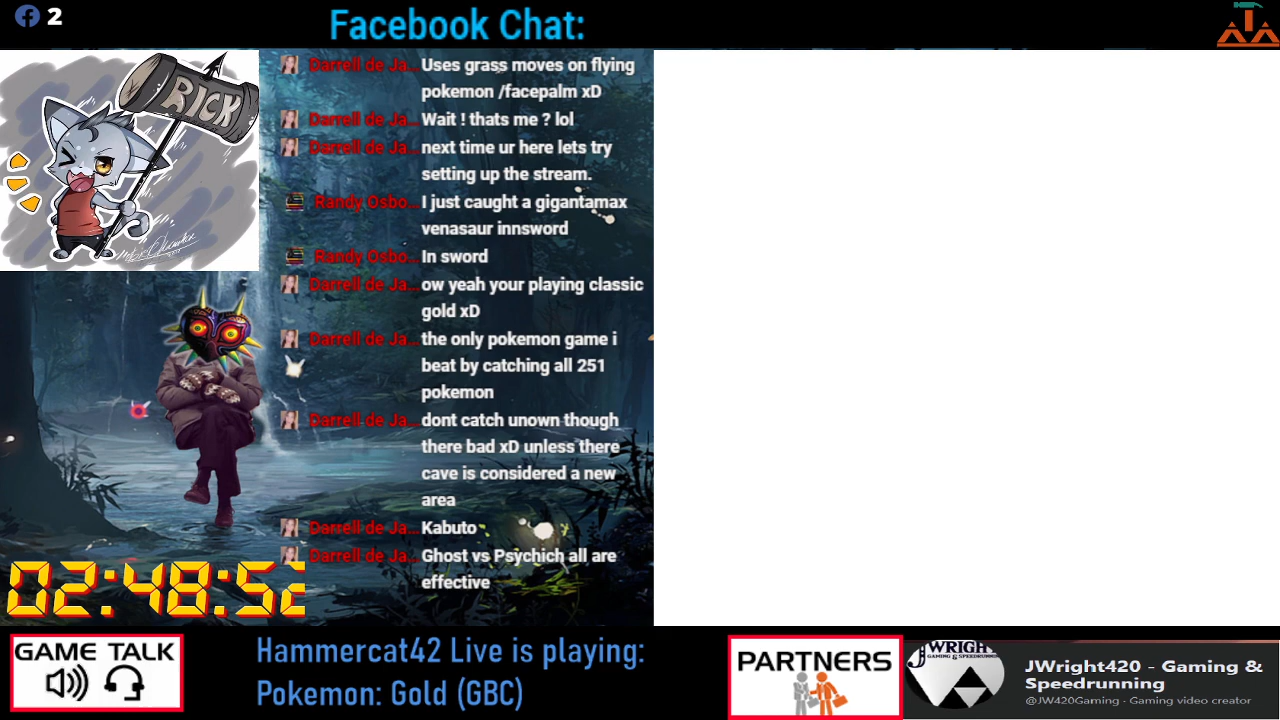 2
Facebook Chat:
RICK
Darrell de Ja... Uses grass moves on flying
pokemon /facepalm xD
Darrell de Ja... Wait ! thats me ? lol
Darrell de Ja... next time ur here lets try
setting up the stream.
Randy Osbo... I just caught a gigantamax
venasaur innsword
Randy Osbo... In sword
Darrell de Ja... ow yeah your playing classic
gold xD
Darrell de Ja... the only pokemon game i
beat by catching all 251
pokemon
Darrell de Ja... dont catch unown though
there bad xD unless there
cave is considered a new
area
Darrell de Ja... Kabuto
Darrell de Ja... Ghost vs Psychich all are
effective
02:48:52
GAME TALK
Hammercat42 Live is playing:
Pokemon: Gold (GBC)
PARTNERS
JWRIGH
GAMING & SPEEDRUNNING
JWright420 - Gaming &
Speedrunning
@JW420Gaming - Gaming video creator